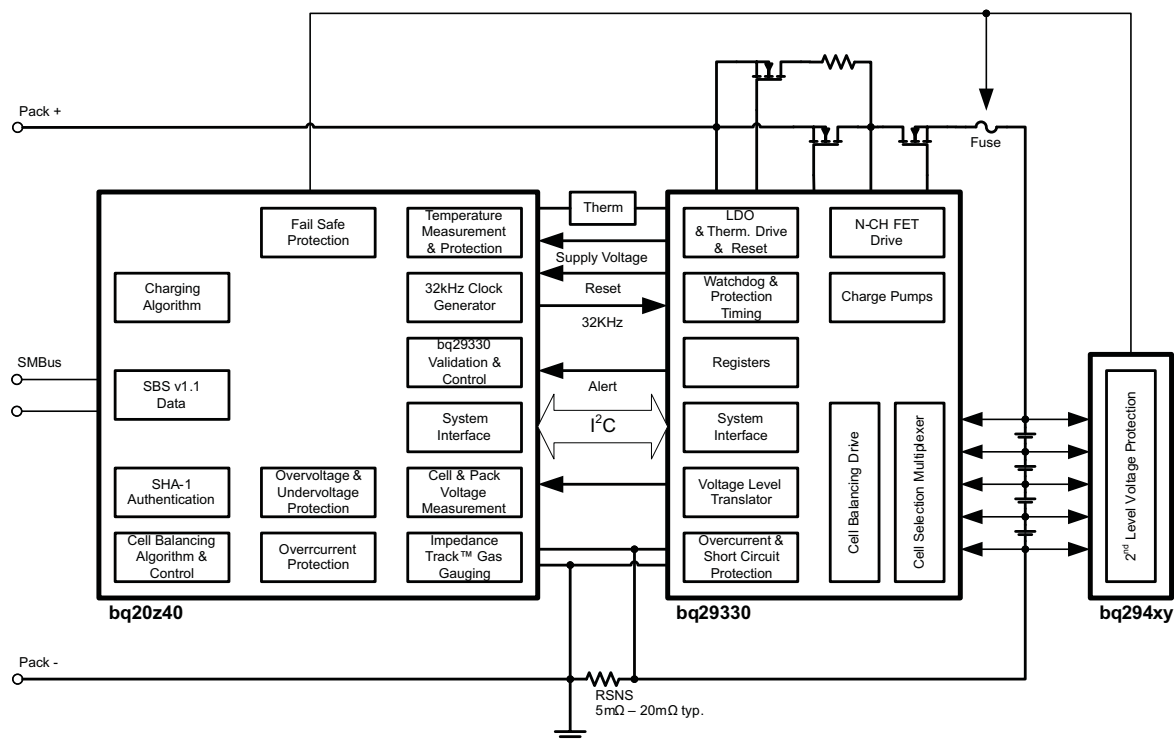 Pack +
Fuse
Fail Safe
Protection
Temperature
Measurement
& Protection
Therm
LDO
& Therm. Drive
& Reset
N-CH FET
Drive
Supply Voltage
Charging
Algorithm
32kHz Clock
Generator
Reset
32KHz
Watchdog &
Protection
Timing
Charge Pumps
SMBus
SBS v1.1
Data
bq29330
Validation &
Control
Alert
Registers
System
Interface
I²C
System
Interface
Cell Balancing Drive
Cell Selection Multiplexer
2nd Level Voltage Protection
SHA-1
Authentication
Overvoltage &
Undervoltage
Protection
Cell & Pack
Voltage
Measurement
Voltage Level
Translator
Cell Balancing
Algorithm &
Control
Overrcurrent
Protection
Impedance
Track™ Gas
Gauging
Overcurrent &
Short Circuit
Protection
bq20z40
bq29330
bq294xy
Pack -
RSNS
5mΩ – 20mΩ typ.